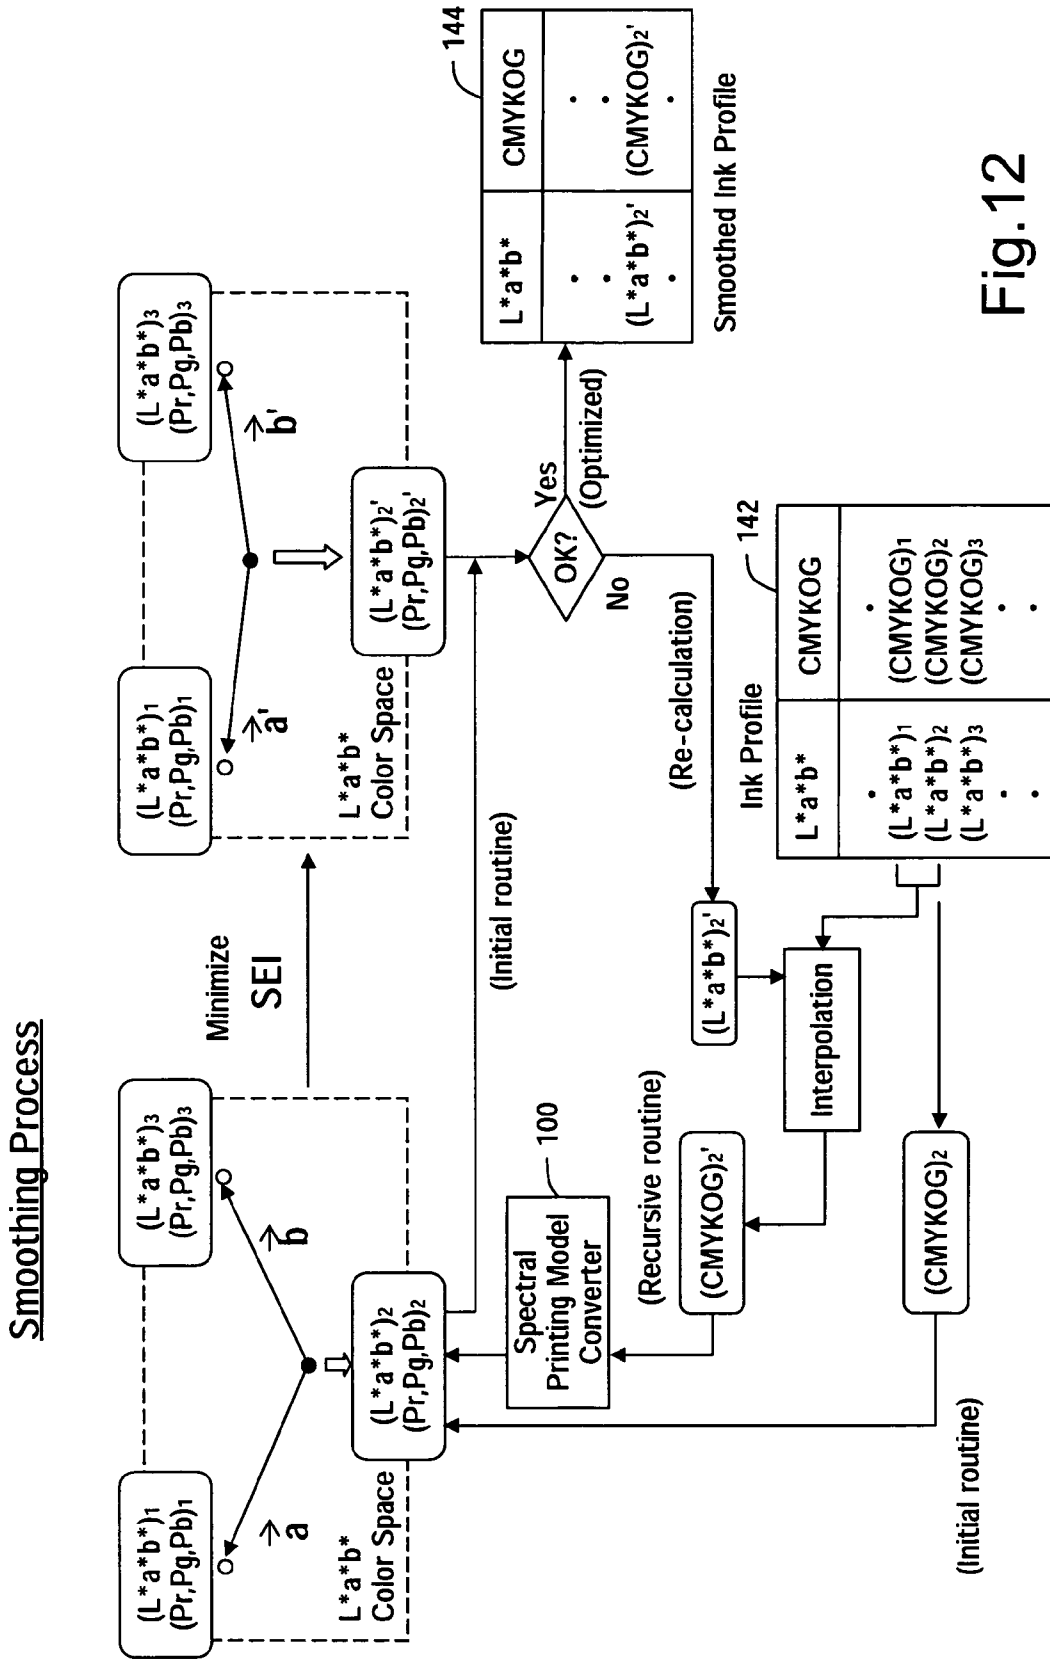 Smoothing Process
(L*a*b*)1
(Pr,Pg,Pb)1
(L*a*b*)3
(Pr,Pg,Pb)3
a
b
L*a*b*
Color Space
(L*a*b*)2
(Pr,Pg,Pb)2
Minimize
SEI
(L*a*b*)1
(Pr,Pg,Pb)1
(L*a*b*)3
(Pr,Pg,Pb)3
a'
b'
L*a*b*
Color Space
(L*a*b*)2'
(Pr,Pg,Pb)2'
(Initial routine)
OK?
Yes
(Optimized)
No
(Re-calculation)
144
L*a*b*
CMYKOG
(L*a*b*)2'
(CMYKOG)2'
Smoothed Ink Profile
Spectral
Printing Model
Converter
100
(Recursive routine)
(CMYKOG)2'
(L*a*b*)2'
Interpolation
(CMYKOG)2
(Initial routine)
Ink Profile
142
L*a*b*
CMYKOG
(L*a*b*)1
(CMYKOG)1
(L*a*b*)2
(CMYKOG)2
(L*a*b*)3
(CMYKOG)3
Fig.12